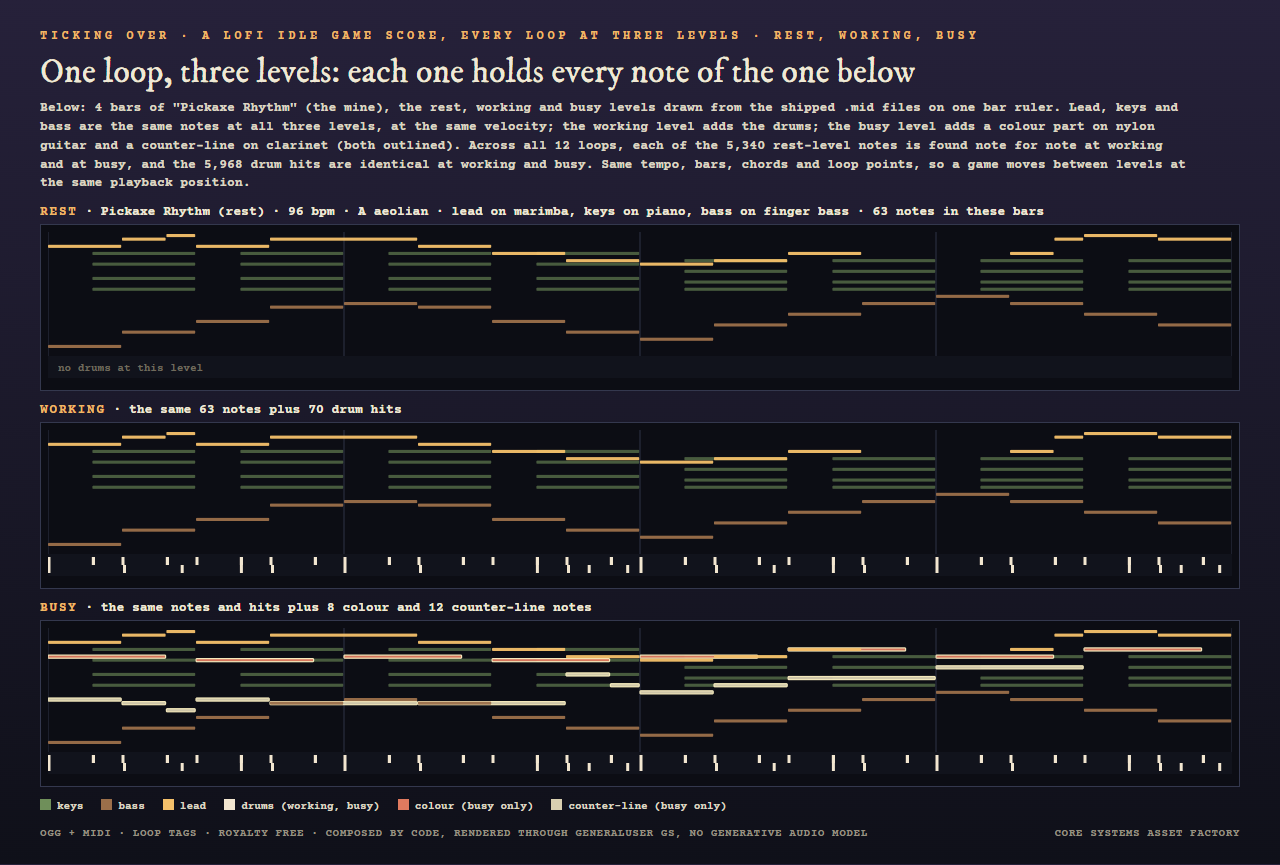 TICKING OVER · A LOFI IDLE GAME SCORE, EVERY LOOP AT THREE LEVELS · REST, WORKING, BUSY
One loop, three levels: each one holds every note of the one below
Below: 4 bars of "Pickaxe Rhythm" (the mine), the rest, working and busy levels drawn from the shipped .mid files on one bar ruler. Lead, keys and
bass are the same notes at all three levels, at the same velocity; the working level adds the drums; the busy level adds a colour part on nylon
guitar and a counter-line on clarinet (both outlined). Across all 12 loops, each of the 5,340 rest-level notes is found note for note at working
and at busy, and the 5,968 drum hits are identical at working and busy. Same tempo, bars, chords and loop points, so a game moves between levels at
the same playback position.
REST · Pickaxe Rhythm (rest) · 96 bpm · A aeolian · lead on marimba, keys on piano, bass on finger bass · 63 notes in these bars
no drums at this level
WORKING · the same 63 notes plus 70 drum hits
BUSY · the same notes and hits plus 8 colour and 12 counter-line notes
keys bass lead drums (working, busy) colour (busy only) counter-line (busy only)
OGG + MIDI · LOOP TAGS · ROYALTY FREE · COMPOSED BY CODE, RENDERED THROUGH GENERALUSER GS, NO GENERATIVE AUDIO MODEL CORE SYSTEMS ASSET FACTORY